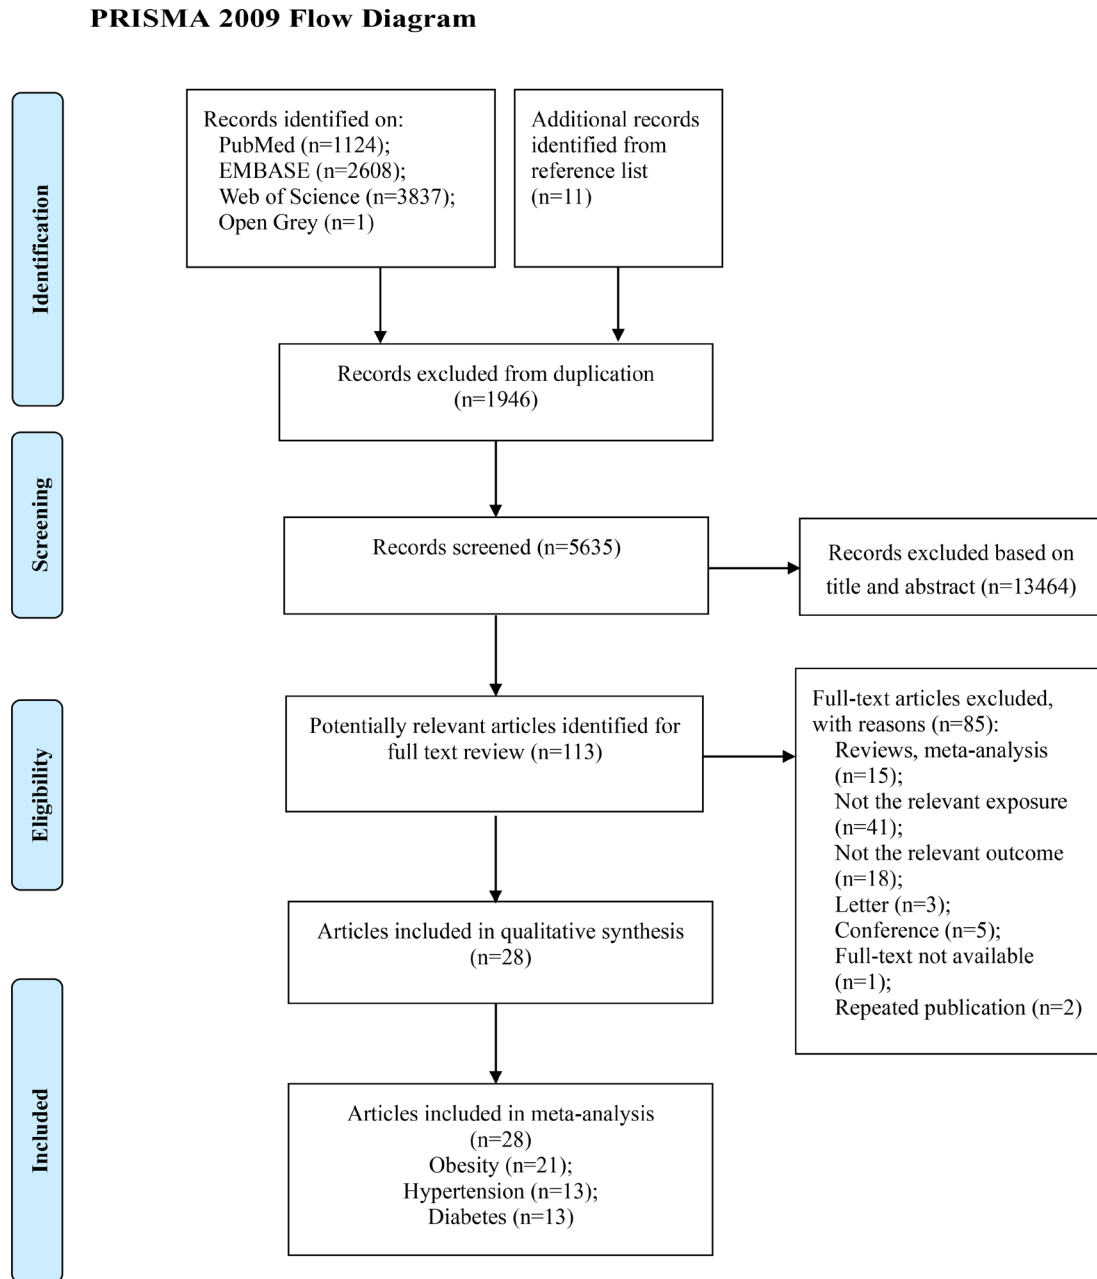 PRISMA 2009 Flow Diagram
Identification
Records identified on:
PubMed (n=1124);
EMBASE (n=2608);
Web of Science (n=3837);
Open Grey (n=1)
Additional records
identified from
reference list
(n=11)
Records excluded from duplication
(n=1946)
Screening
Records screened (n=5635)
Records excluded based on
title and abstract (n=13464)
Eligibility
Potentially relevant articles identified for
full text review (n=113)
Full-text articles excluded,
with reasons (n=85):
Reviews, meta-analysis
(n=15);
Not the relevant exposure
(n=41);
Not the relevant outcome
(n=18);
Letter (n=3);
Conference (n=5);
Full-text not available
(n=1);
Repeated publication (n=2)
Articles included in qualitative synthesis
(n=28)
Included
Articles included in meta-analysis
(n=28)
Obesity (n=21);
Hypertension (n=13);
Diabetes (n=13)